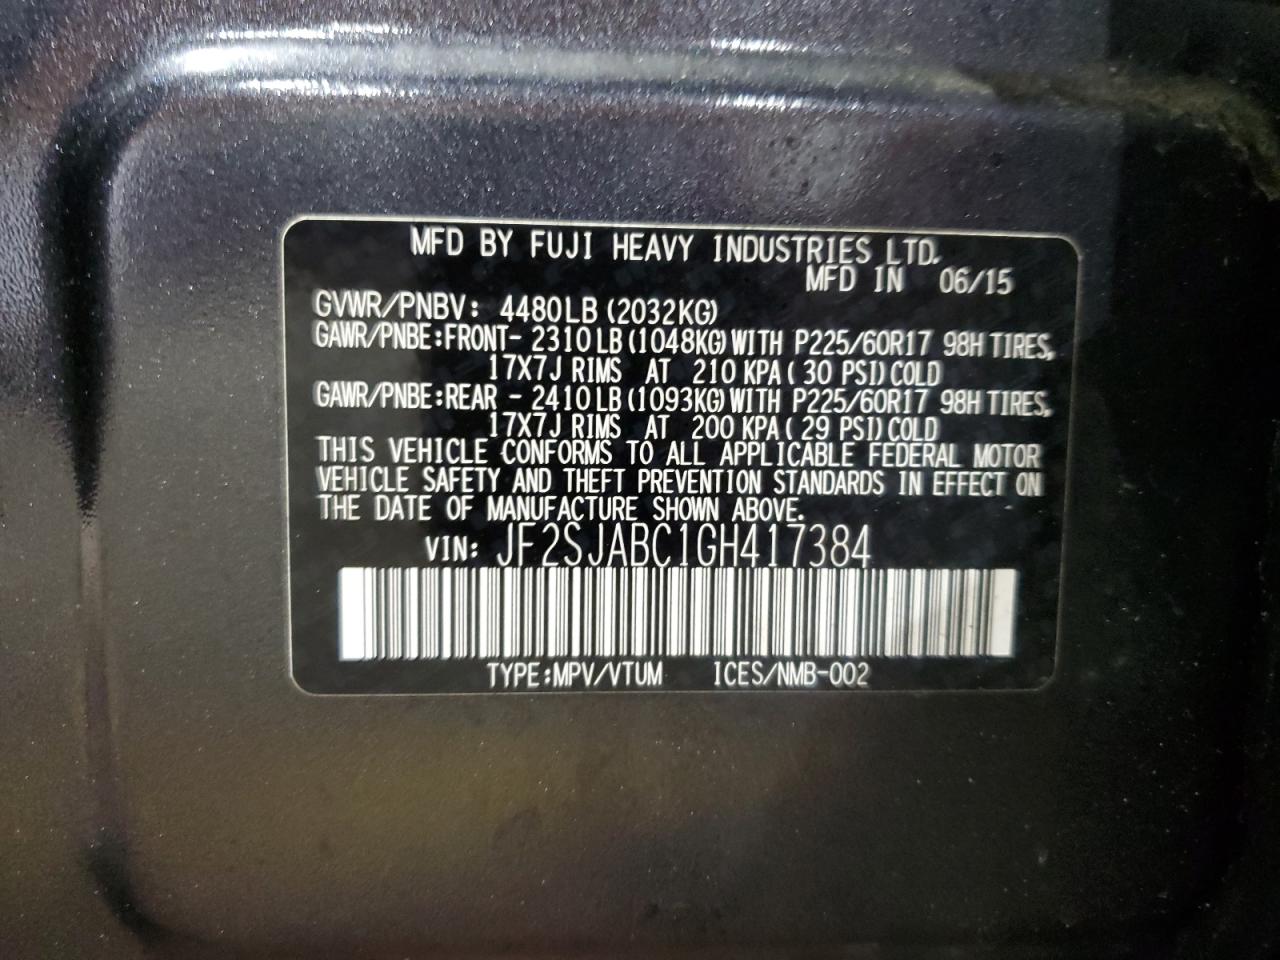 MFD BY FUJI HEAVY INDUSTRIES LTD.
MFD IN 06/15
GVWR/PNBV: 4480LB (2032KG)
GAWR/PNBE:FRONT- 2310LB (1048KG) WITH P225/60R17 98H TIRES,
17X7J RIMS AT 210 KPA ( 30 PSI) COLD
GAWR/PNBE:REAR - 2410LB (1093KG) WITH P225/60R17 98H TIRES,
17X7J RIMS AT 200 KPA ( 29 PSI) COLD
THIS VEHICLE CONFORMS TO ALL APPLICABLE FEDERAL MOTOR
VEHICLE SAFETY AND THEFT PREVENTION STANDARDS IN EFFECT ON
THE DATE OF MANUFACTURE SHOWN ABOVE.
VIN: JF2SJABC1GH417384
TYPE:MPV/VTUM ICES/NMB-002